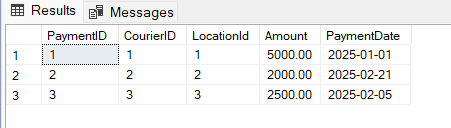 Results Messages
PaymentID CourierID LocationId Amount PaymentDate
1 1 1 1 5000.00 2025-01-01
2 2 2 2 2000.00 2025-02-21
3 3 3 3 2500.00 2025-02-05